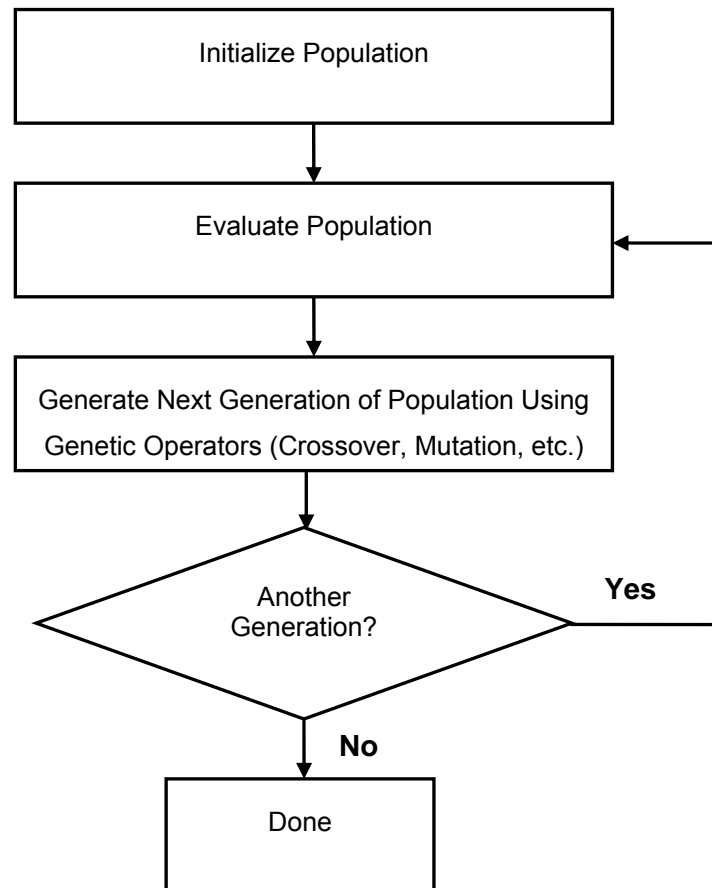 Initialize Population
Evaluate Population
Generate Next Generation of Population Using
Genetic Operators (Crossover, Mutation, etc.)
Another
Generation?
Yes
No
Done